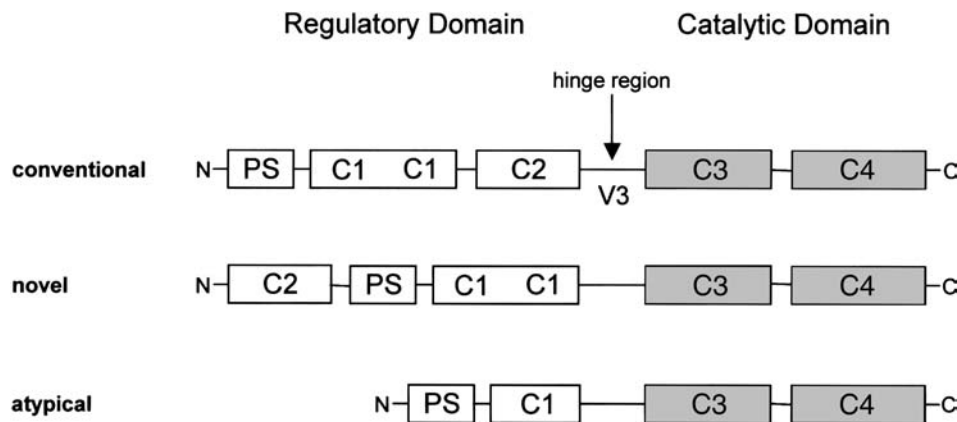 Regulatory Domain Catalytic Domain
hinge region
conventional N PS C1 C1 C2 C3 C4 C
V3
novel N C2 PS C1 C1 C3 C4 C
atypical N PS C1 C3 C4 C